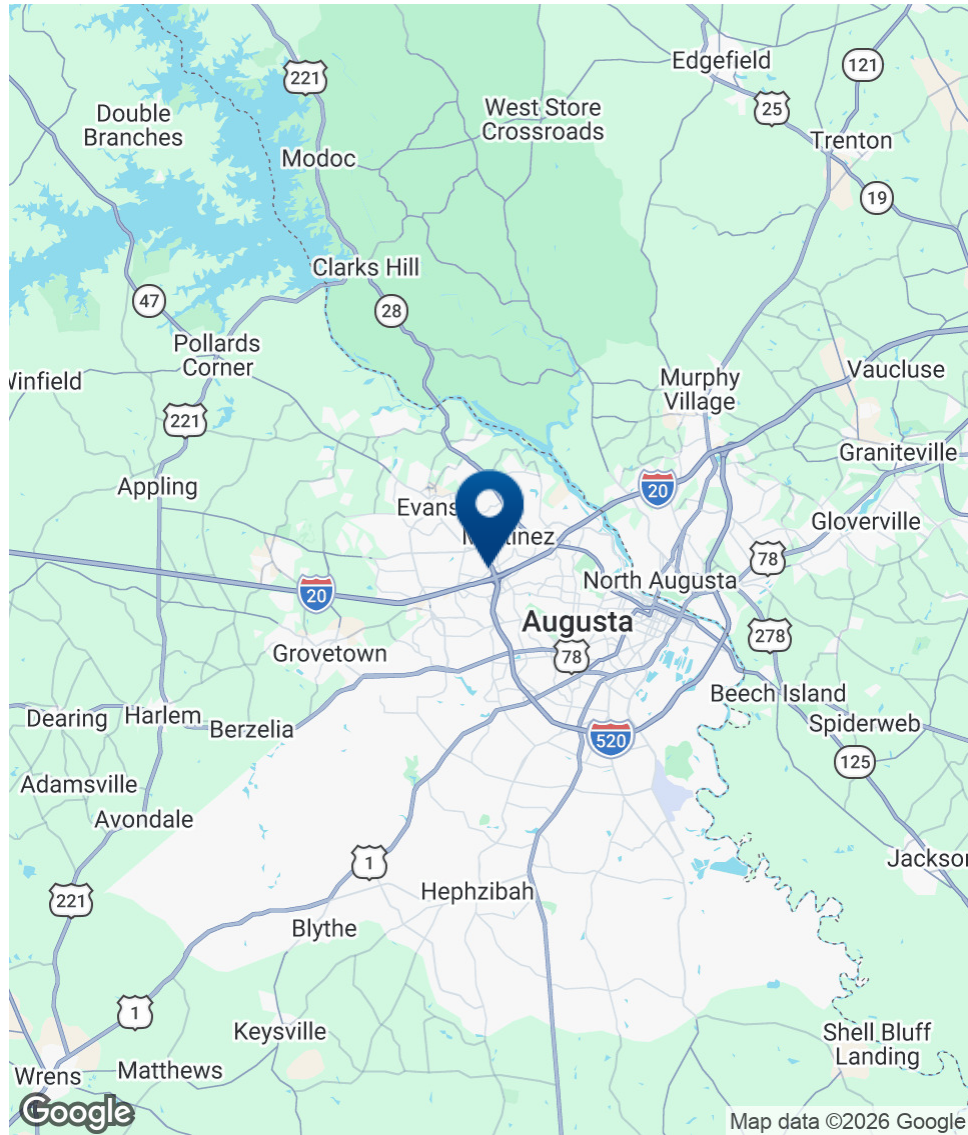 Edgefield
121
221
25
Double
Branches
West Store
Crossroads
Trenton
Modoc
19
Clarks Hill
47
28
Pollards
Corner
Winfield
Murphy
Village
Vaucluse
221
Graniteville
Appling
20
Evans
Gloverville
78
North Augusta
20
Augusta
278
Grovetown
78
Beech Island
Dearing
Harlem
Berzelia
Spiderweb
520
125
Adamsville
Avondale
Jackson
1
Hephzibah
221
Blythe
1
Keysville
Shell Bluff
Landing
Matthews
Wrens
Google
Map data ©2026 Google